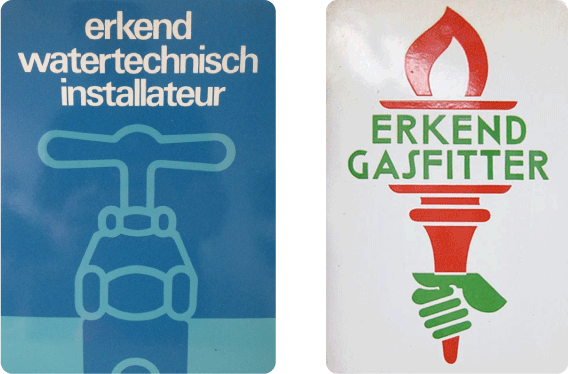 erkend
watertechnisch
installateur
ERKEND
GASFITTER